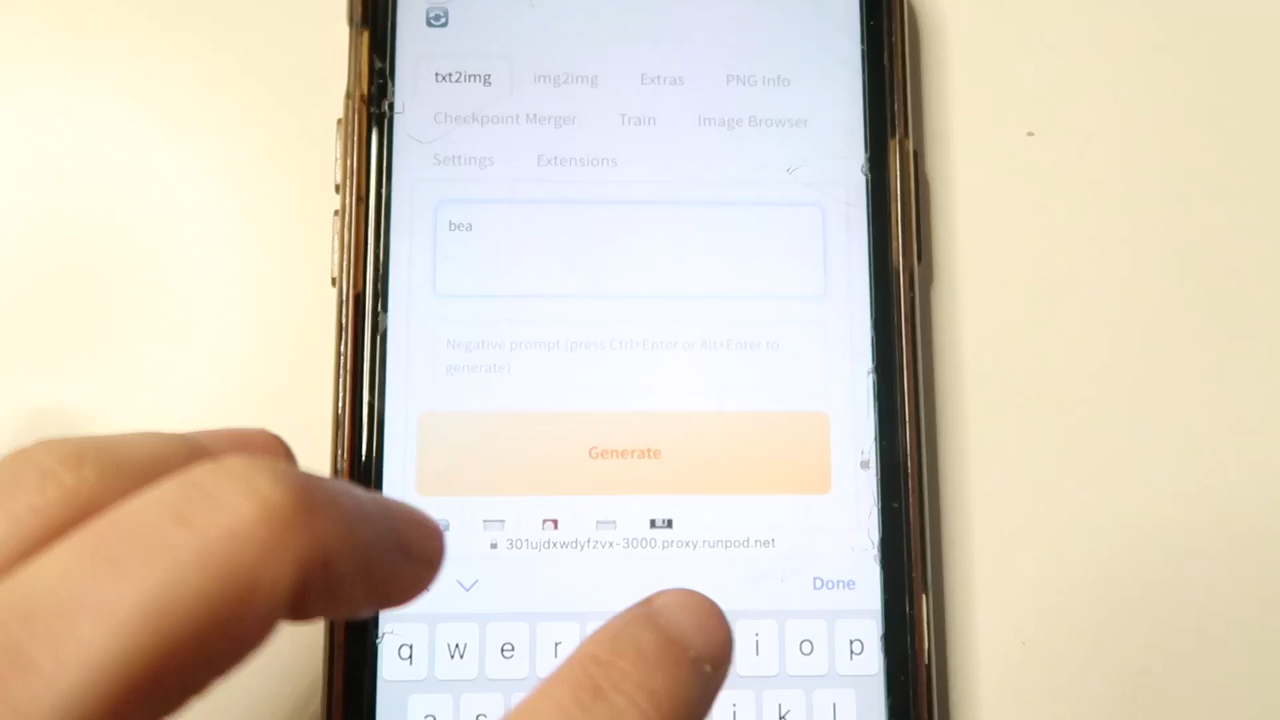 txt2img img2img Extras PNG Info
Checkpoint Merger Train Image Browser
Settings Extensions
bea
Negative prompt (press Ctrl+Enter or Alt+Enter to
generate)
Generate
301ujdxwdyfzvx-3000.proxy.runpod.net
Done
q w e r i o p
a s j k l